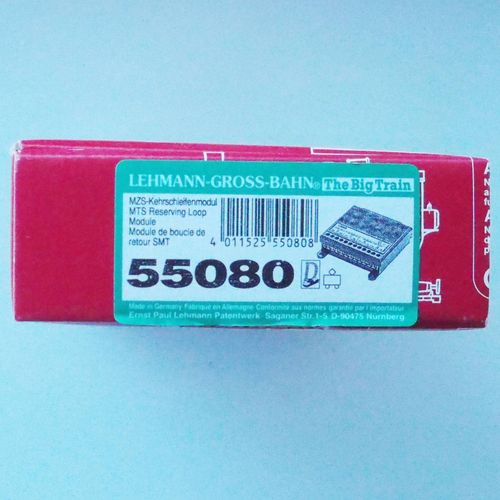 LEHMANN-GROSS-BAHN® The Big Train
MZS-Kehrschleifenmodul
MTS Reserving Loop
Module
Module de boucle de
retour SMT
4 011525 550808
55080
Made in Germany Fabriqué en Allemagne Conformité aux normes garantie par l'importateur
Ernst Paul Lehmann Patentwerk Saganer Str.1-5 D-90475 Nürnberg